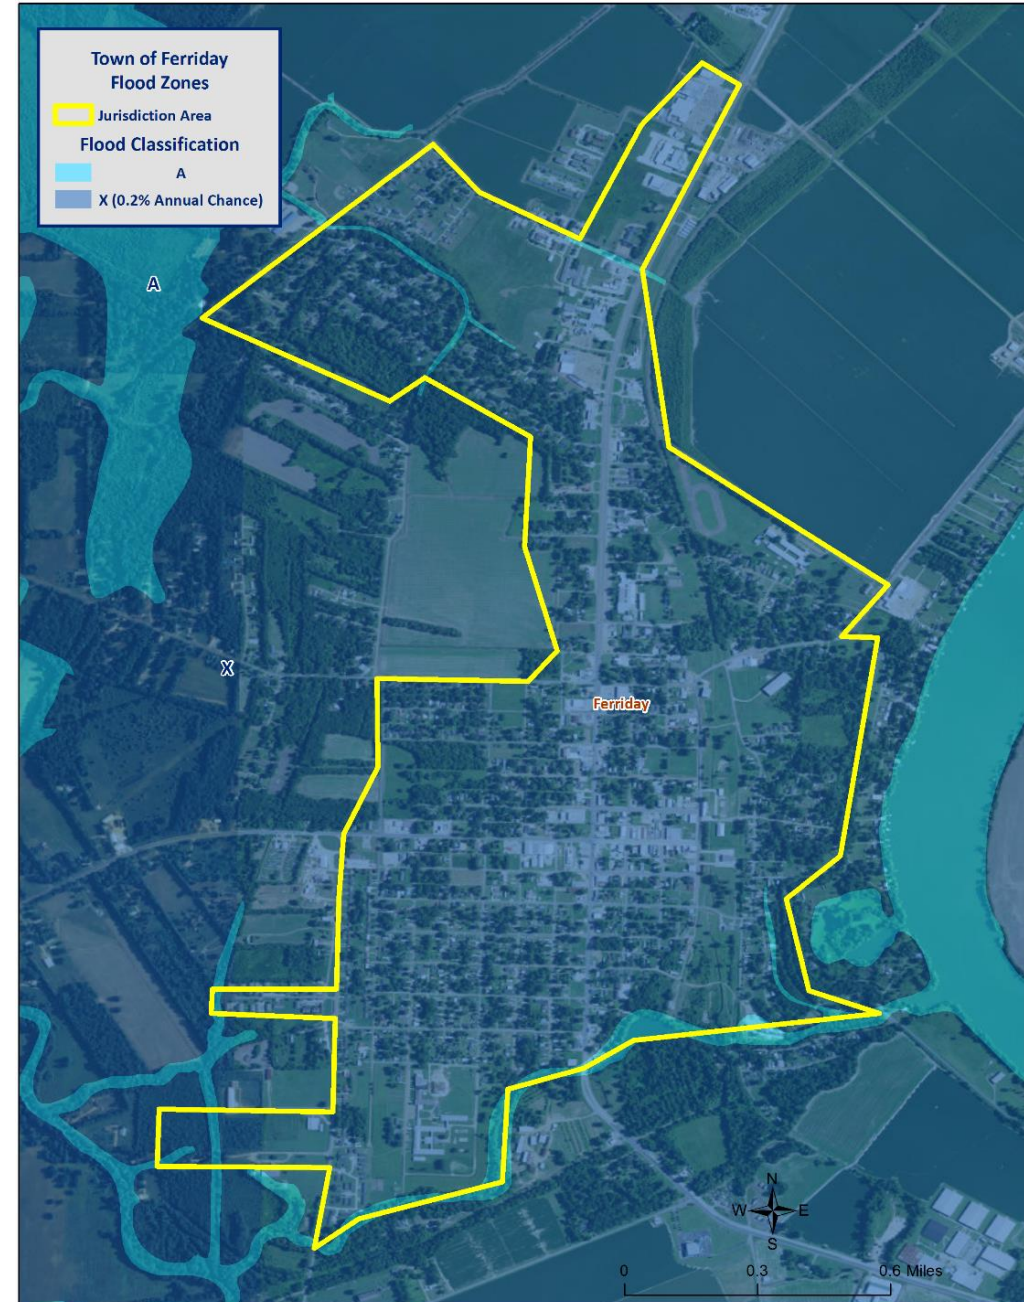 Town of Ferriday
Flood Zones
Jurisdiction Area
Flood Classification
A
X (0.2% Annual Chance)
A
X
Ferriday
N
W E
S
0 0.3 0.6 Miles